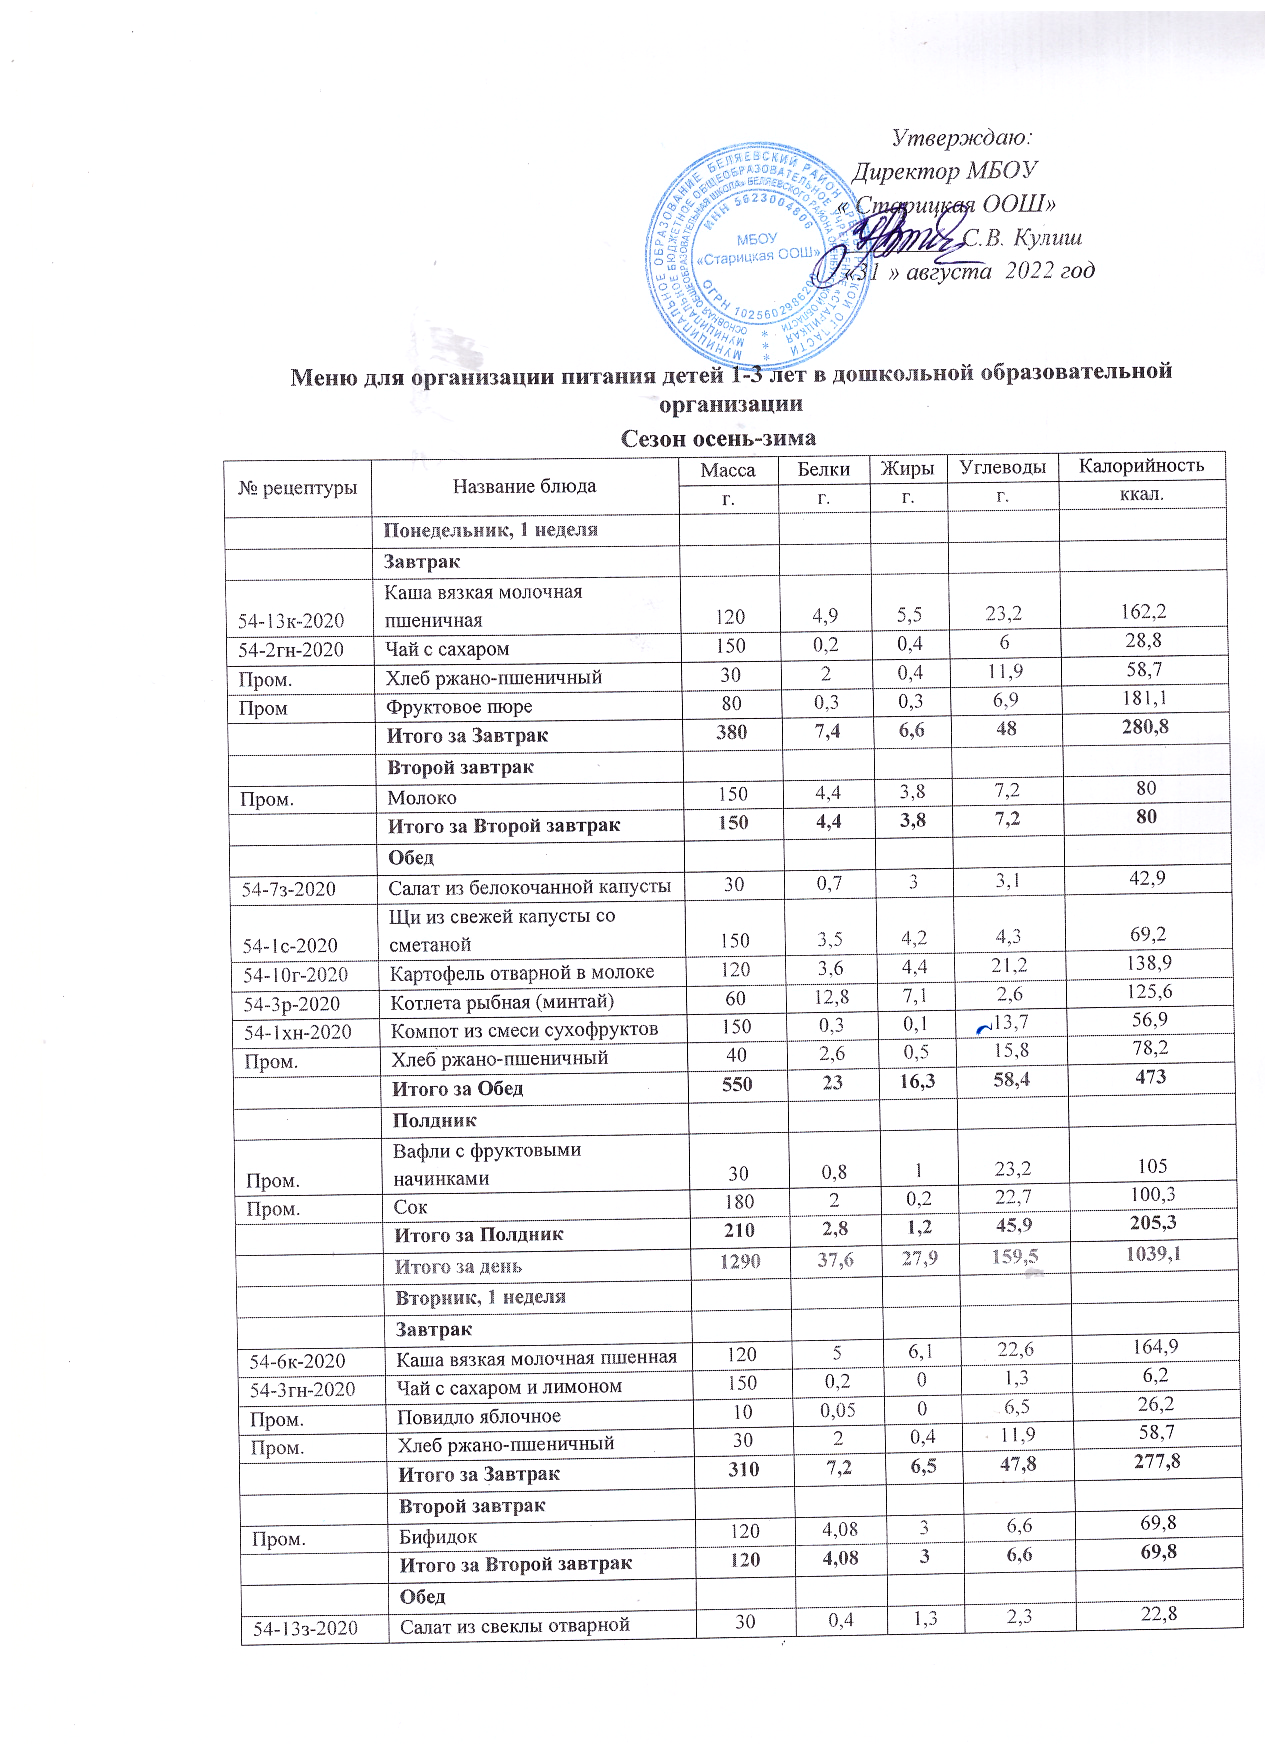 Утверждаю:
Директор МБОУ
« Старицкая ООШ»
С.В. Кулиш
«31 » августа 2022 год
ИНН 5623004806
МБОУ
«Старицкая ООШ»
Меню для организации питания детей 1-3 лет в дошкольной образовательной
организации
Сезон осень-зима
№ рецептуры Название блюда Масса Белки Жиры Углеводы Калорийность
г. г. г. г. ккал.
Понедельник, 1 неделя
Завтрак
Каша вязкая молочная
54-13к-2020 пшеничная 120 4,9 5,5 23,2 162,2
54-2гн-2020 Чай с сахаром 150 0,2 0,4 6 28,8
Пром. Хлеб ржано-пшеничный 30 2 0,4 11,9 58,7
Пром Фруктовое пюре 80 0,3 0,3 6,9 181,1
Итого за Завтрак 380 7,4 6,6 48 280,8
Второй завтрак
Пром. Молоко 150 4,4 3,8 7,2 80
Итого за Второй завтрак 150 4,4 3,8 7,2 80
Обед
54-7з-2020 Салат из белокочанной капусты 30 0,7 3 3,1 42,9
Щи из свежей капусты со
54-1с-2020 сметаной 150 3,5 4,2 4,3 69,2
54-10г-2020 Картофель отварной в молоке 120 3,6 4,4 21,2 138,9
54-3р-2020 Котлета рыбная (минтай) 60 12,8 7,1 2,6 125,6
54-1хн-2020 Компот из смеси сухофруктов 150 0,3 0,1 13,7 56,9
Пром. Хлеб ржано-пшеничный 40 2,6 0,5 15,8 78,2
Итого за Обед 550 23 16,3 58,4 473
Полдник
Вафли с фруктовыми
Пром. начинками 30 0,8 1 23,2 105
Пром. Сок 180 2 0,2 22,7 100,3
Итого за Полдник 210 2,8 1,2 45,9 205,3
Итого за день 1290 37,6 27,9 159,5 1039,1
Вторник, 1 неделя
Завтрак
54-6к-2020 Каша вязкая молочная пшенная 120 5 6,1 22,6 164,9
54-3гн-2020 Чай с сахаром и лимоном 150 0,2 0 1,3 6,2
Пром. Повидло яблочное 10 0,05 0 6,5 26,2
Пром. Хлеб ржано-пшеничный 30 2 0,4 11,9 58,7
Итого за Завтрак 310 7,2 6,5 47,8 277,8
Второй завтрак
Пром. Бифидок 120 4,08 3 6,6 69,8
Итого за Второй завтрак 120 4,08 3 6,6 69,8
Обед
54-13з-2020 Салат из свеклы отварной 30 0,4 1,3 2,3 22,8